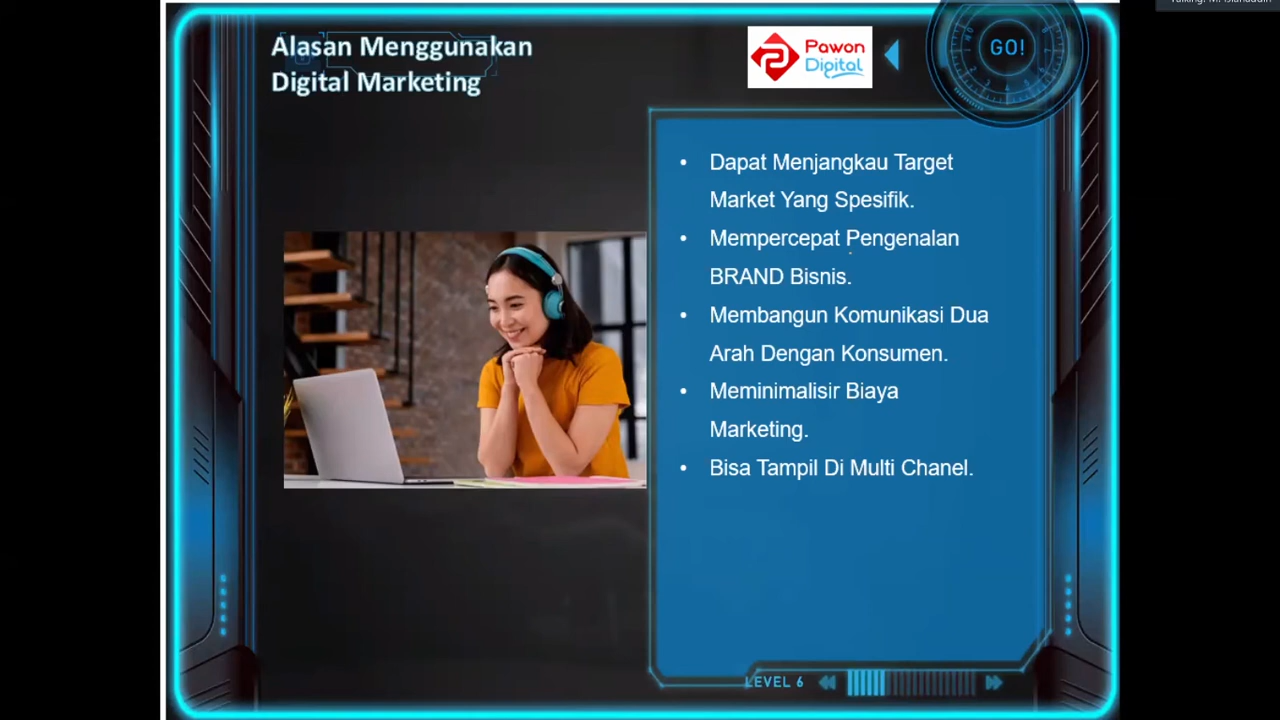 Alasan Menggunakan
Digital Marketing
Pawon
Digital
GO!
• Dapat Menjangkau Target
Market Yang Spesifik.
• Mempercepat Pengenalan
BRAND Bisnis.
• Membangun Komunikasi Dua
Arah Dengan Konsumen.
• Meminimalisir Biaya
Marketing.
• Bisa Tampil Di Multi Chanel.
LEVEL 6